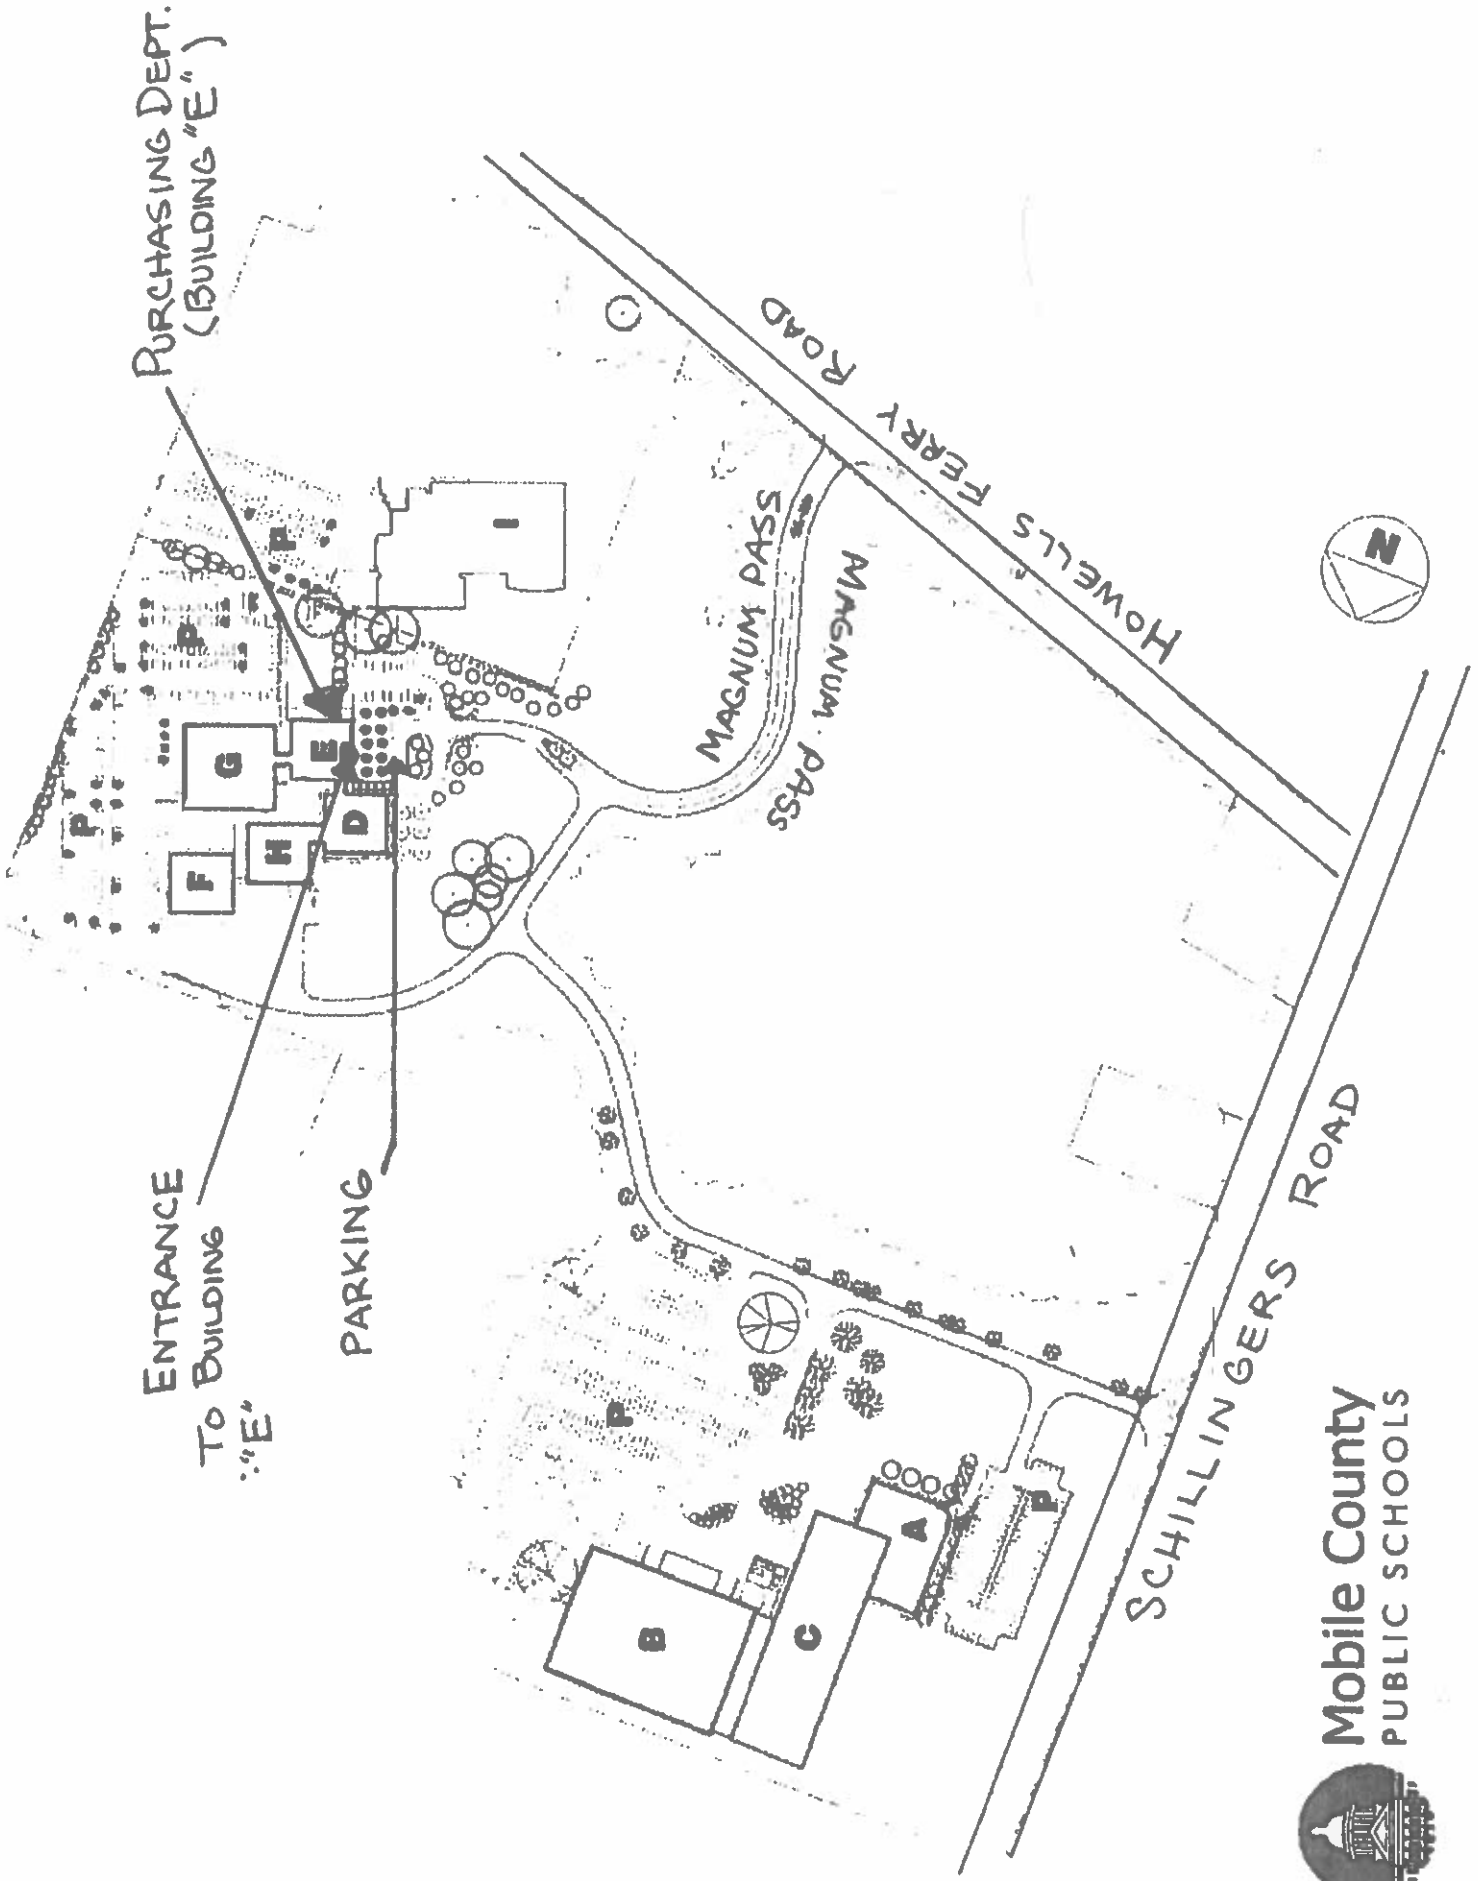 PURCHASING DEPT.
(BUILDING "E")
ENTRANCE
TO BUILDING
"E"
PARKING
P
P
P
G
E
F
H
D
I
MAGNUM PASS
MAGNUM PASS
HOWELLS FERRY ROAD
N
P
B
C
A
P
SCHILLINGERS ROAD
Mobile County
PUBLIC SCHOOLS